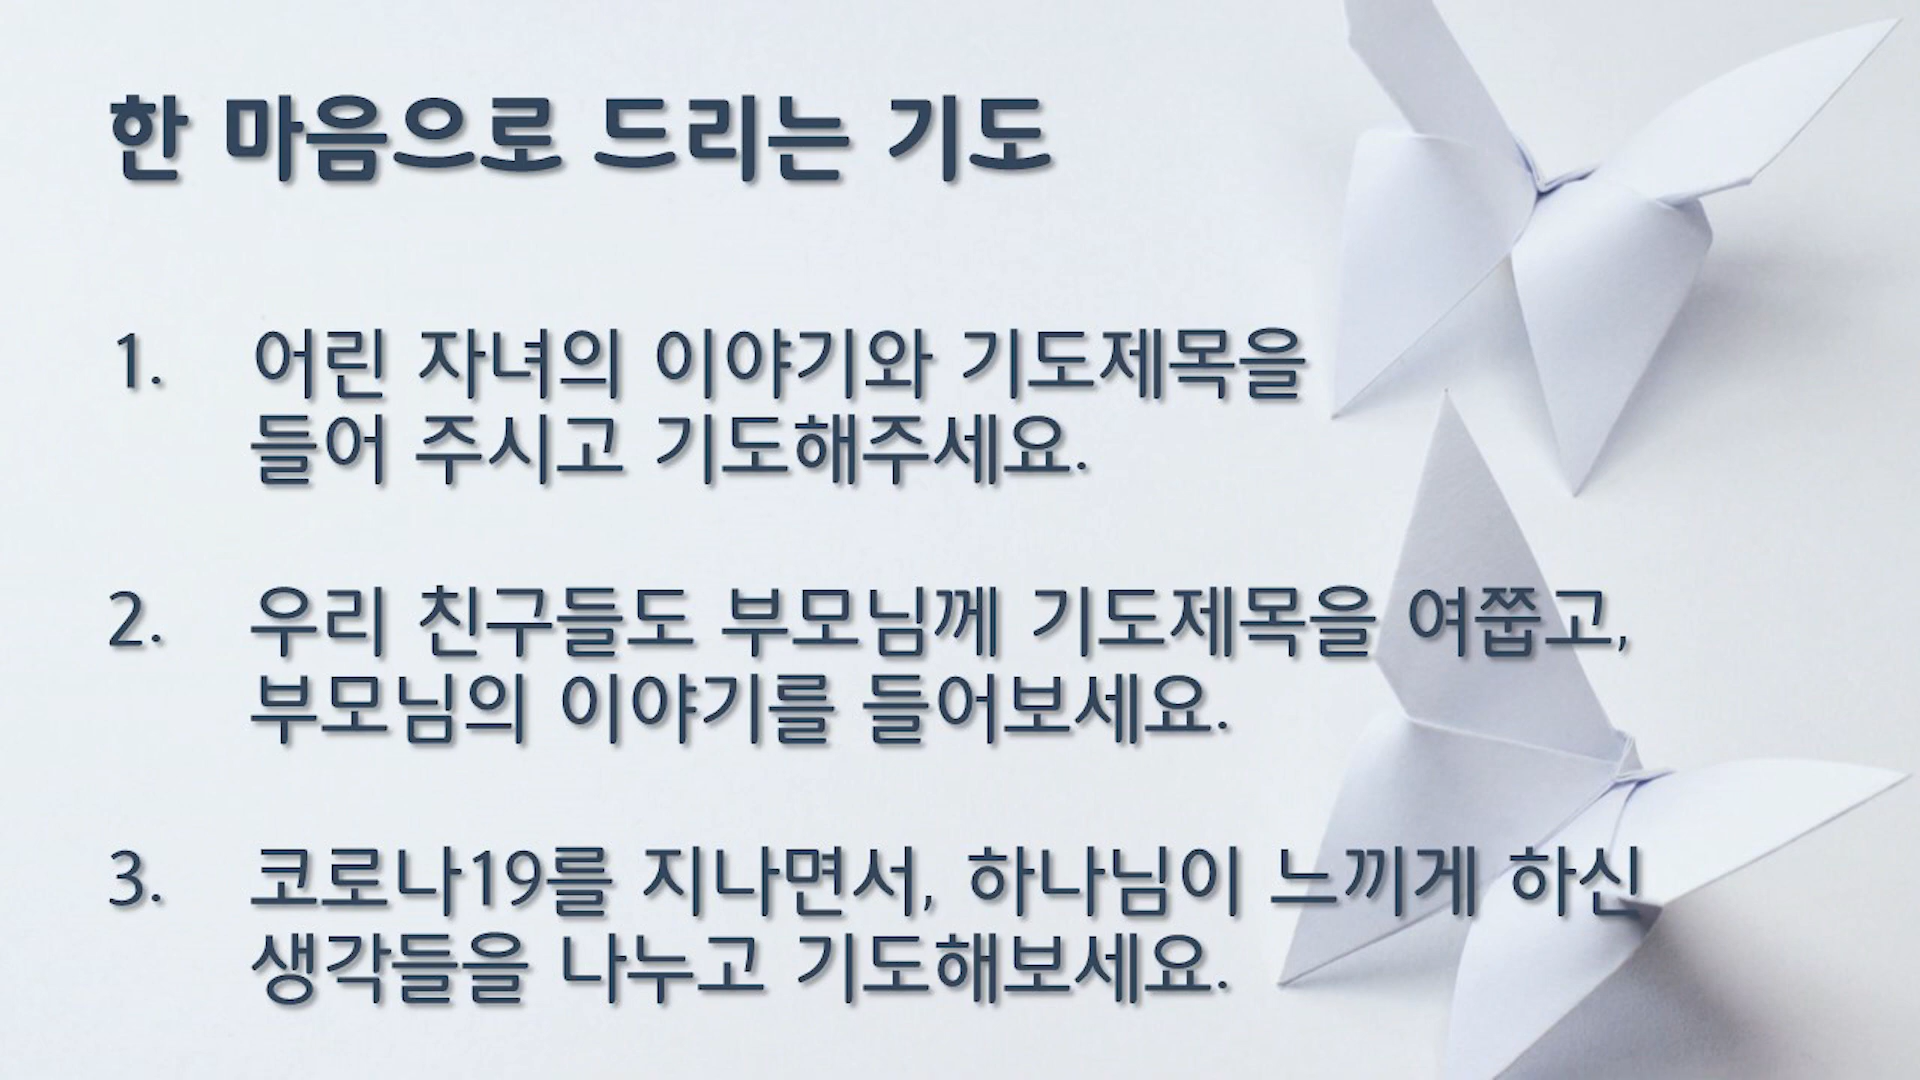 한 마음으로 드리는 기도
1. 어린 자녀의 이야기와 기도제목을
들어 주시고 기도해주세요.
2. 우리 친구들도 부모님께 기도제목을 여쭙고,
부모님의 이야기를 들어보세요.
3. 코로나19를 지나면서, 하나님이 느끼게 하신
생각들을 나누고 기도해보세요.